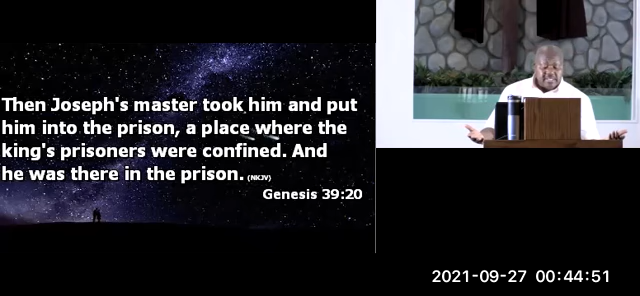 Then Joseph's master took him and put
him into the prison, a place where the
king's prisoners were confined. And
he was there in the prison. (NKJV)
Genesis 39:20
2021-09-27 00:44:51